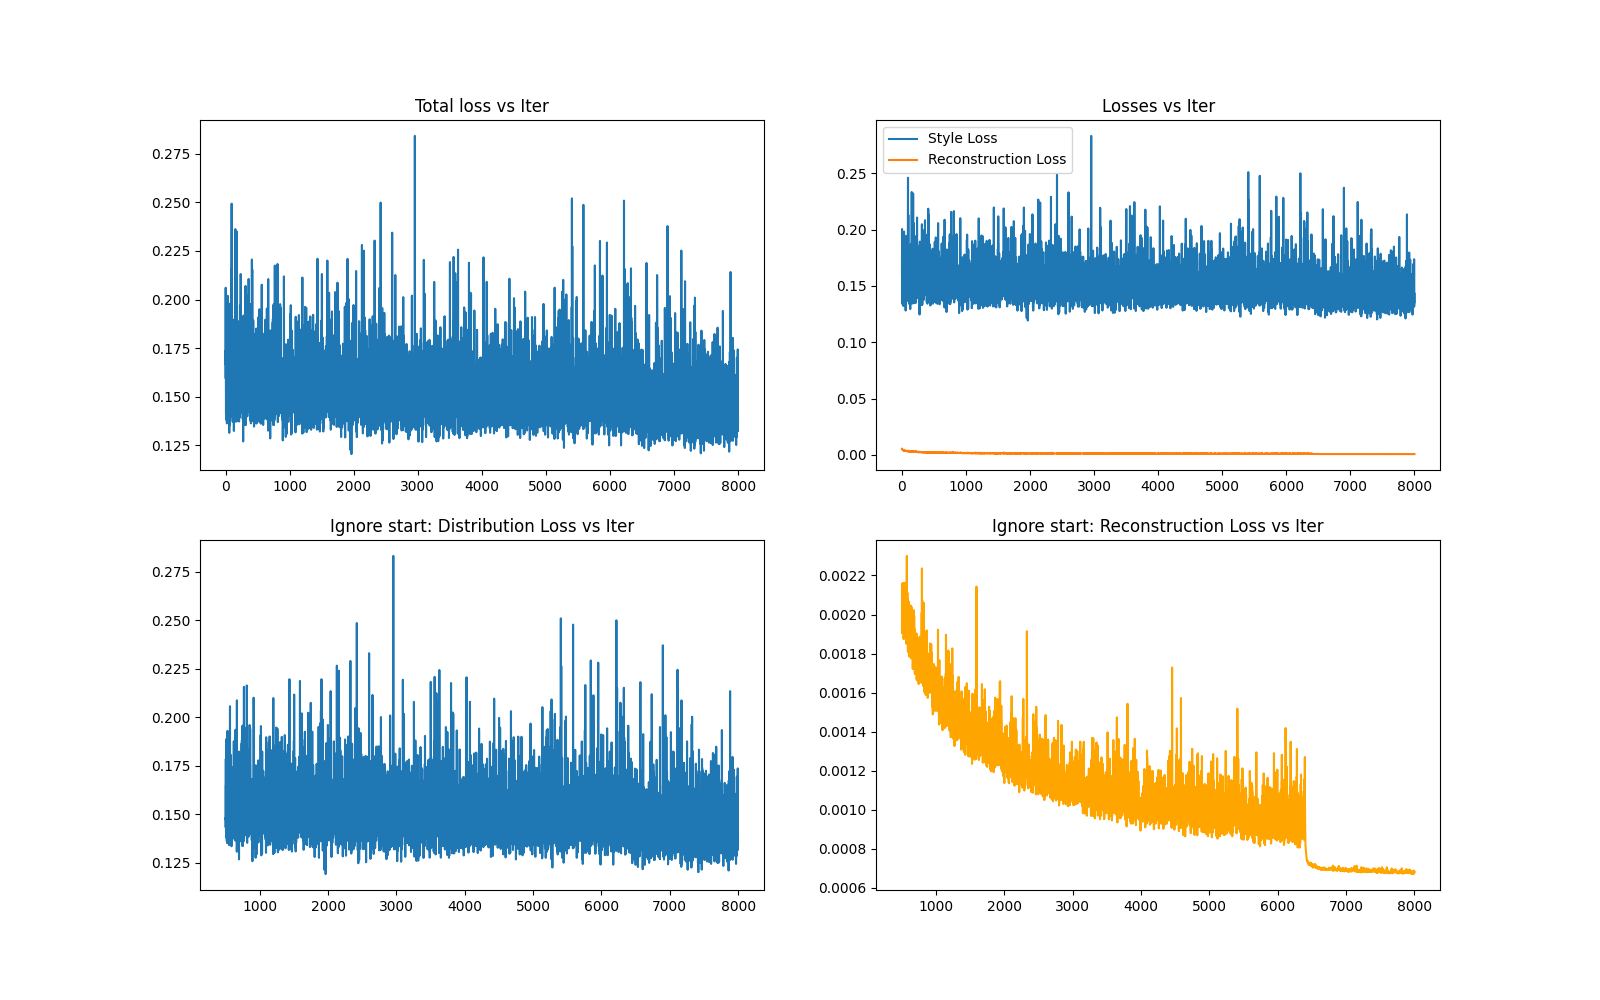 Total loss vs Iter
0.275
0.250
0.225
0.200
0.175
0.150
0.125
0 1000 2000 3000 4000 5000 6000 7000 8000
Losses vs Iter
Style Loss
Reconstruction Loss
0.25
0.20
0.15
0.10
0.05
0.00
0 1000 2000 3000 4000 5000 6000 7000 8000
Ignore start: Distribution Loss vs Iter
0.275
0.250
0.225
0.200
0.175
0.150
0.125
1000 2000 3000 4000 5000 6000 7000 8000
Ignore start: Reconstruction Loss vs Iter
0.0022
0.0020
0.0018
0.0016
0.0014
0.0012
0.0010
0.0008
0.0006
1000 2000 3000 4000 5000 6000 7000 8000